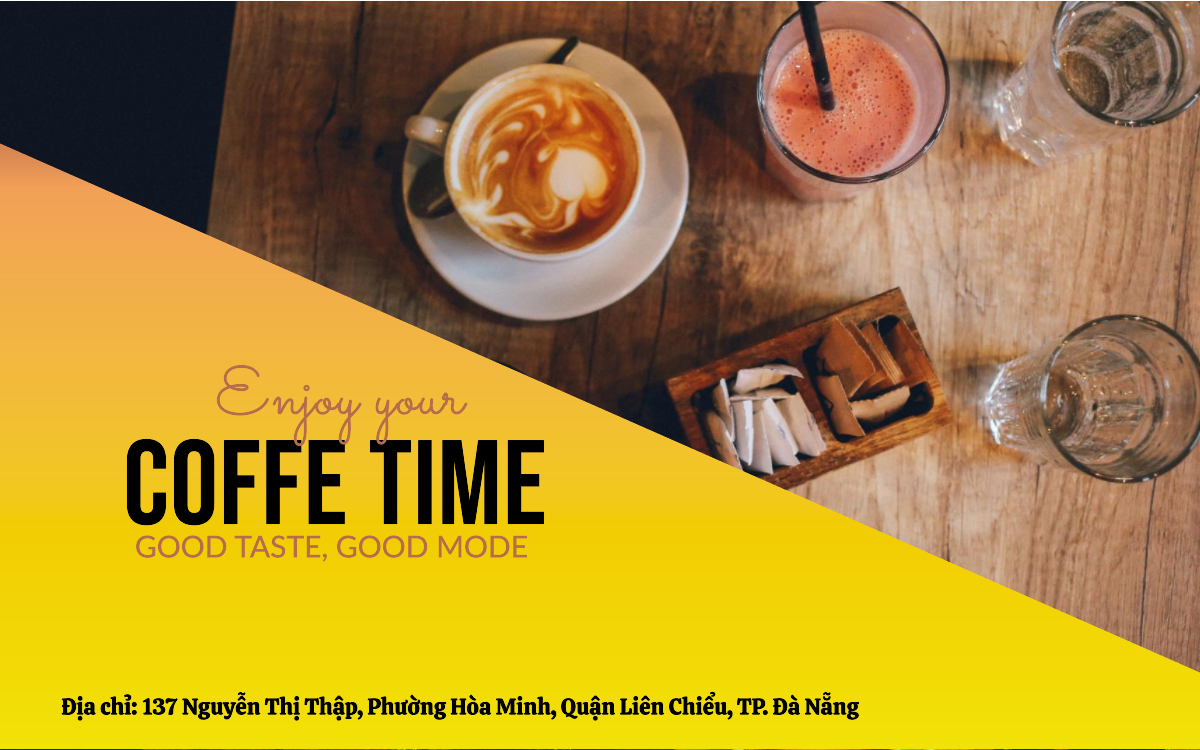 Enjoy your
COFFE TIME
GOOD TASTE, GOOD MODE
Địa chỉ: 137 Nguyễn Thị Thập, Phường Hòa Minh, Quận Liên Chiểu, TP. Đà Nẵng